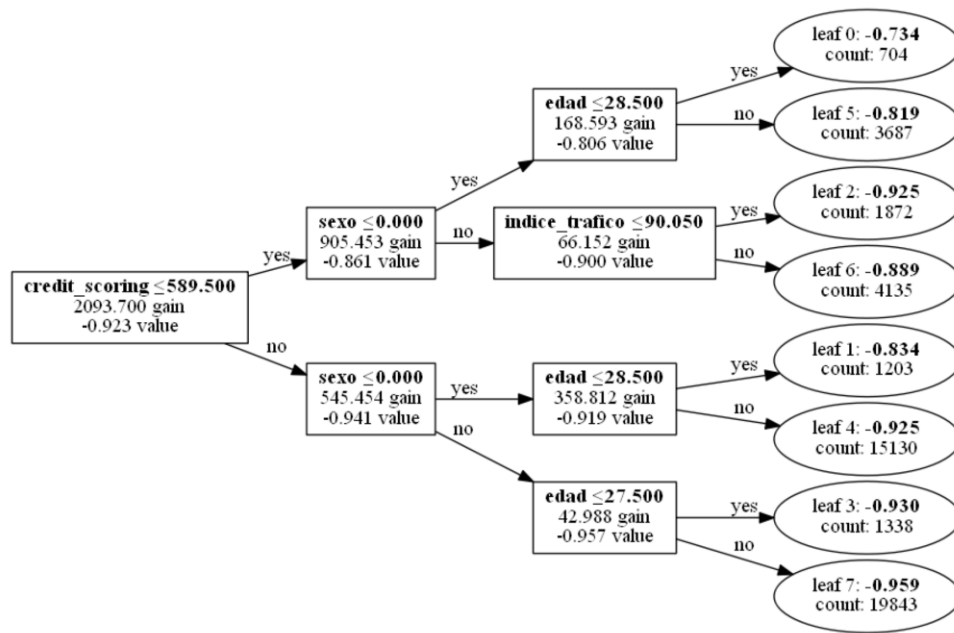 credit_scoring ≤589.500
2093.700 gain
-0.923 value
yes
no
sexo ≤0.000
905.453 gain
-0.861 value
yes
no
sexo ≤0.000
545.454 gain
-0.941 value
yes
no
edad ≤28.500
168.593 gain
-0.806 value
yes
no
indice_trafico ≤90.050
66.152 gain
-0.900 value
yes
no
edad ≤28.500
358.812 gain
-0.919 value
yes
no
edad ≤27.500
42.988 gain
-0.957 value
yes
no
leaf 0: -0.734
count: 704
leaf 5: -0.819
count: 3687
leaf 2: -0.925
count: 1872
leaf 6: -0.889
count: 4135
leaf 1: -0.834
count: 1203
leaf 4: -0.925
count: 15130
leaf 3: -0.930
count: 1338
leaf 7: -0.959
count: 19843